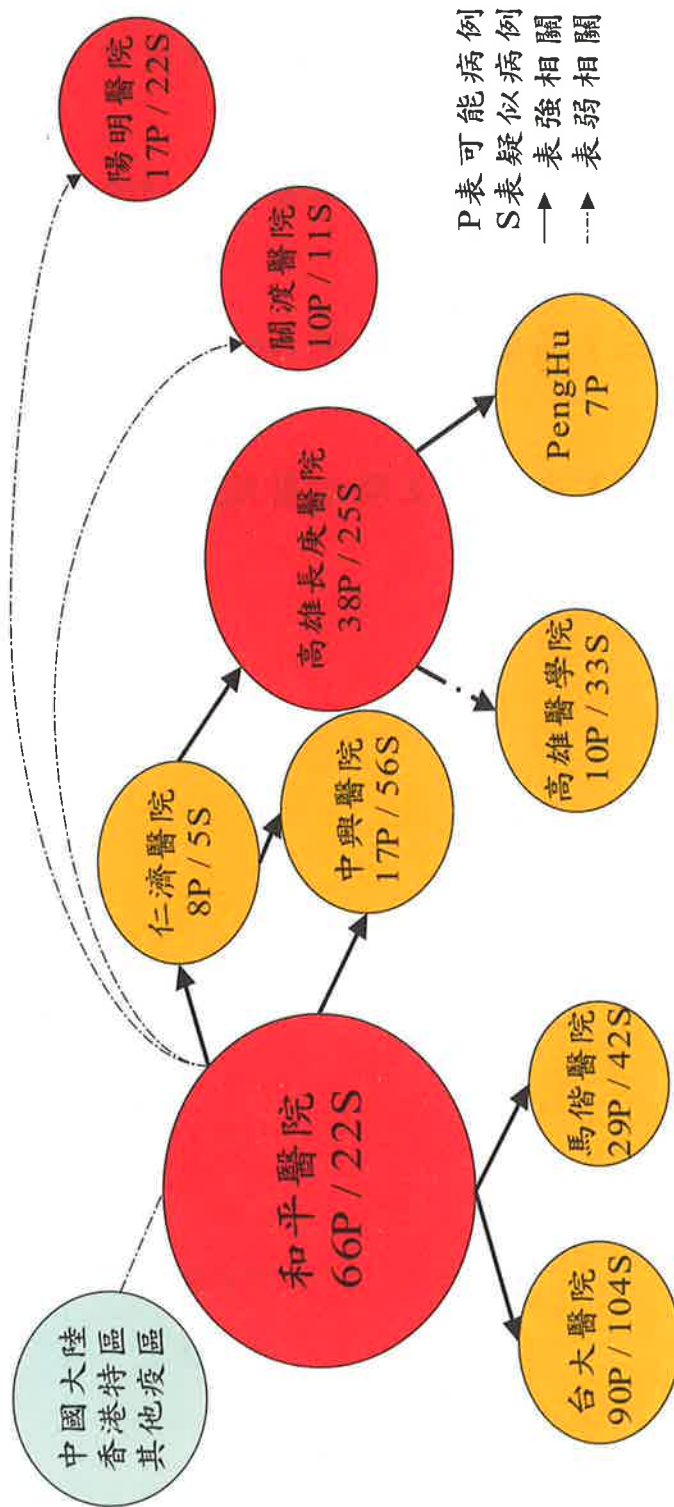 中國大陸
香港特區
其他疫區
和平醫院
66P / 22S
台大醫院
90P / 104S
馬偕醫院
29P / 42S
仁濟醫院
8P / 5S
中興醫院
17P / 56S
高雄長庚醫院
38P / 25S
高雄醫學院
10P / 33S
PengHu
7P
關渡醫院
10P / 11S
陽明醫院
17P / 22S
P表可能病例
S表疑似病例
表強相關
表弱相關